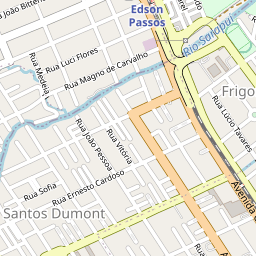 Rua João Bitten
Edson
Passos
Rio Sarapuí
Rua Medeia
Rua Luci Flores
Rua Magno de Carvalho
Frigo
Rua Lúcio Tavares
Rua João Pessoa
Rua Vitória
Rua Sofia
Rua Ernesto Cardoso
Santos Dumont
Avenida